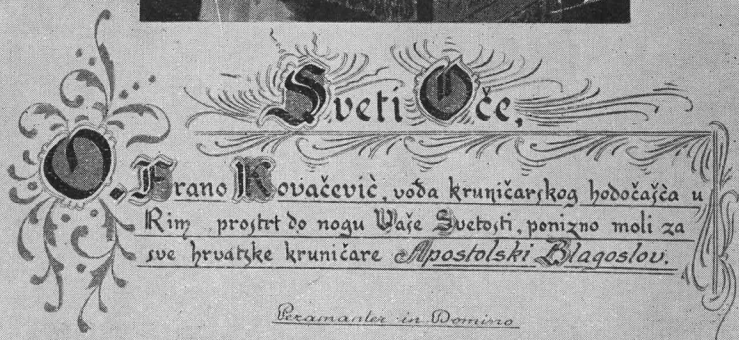 Sveti Oče,
O. Frano Kovačević, vođa kruničarskog hodočašća u
Rim prostrt do nogu Vaše Svetosti, ponizno moli za
sve hrvatske kruničare Apostolski Blagoslov.
Peramanter in Domino